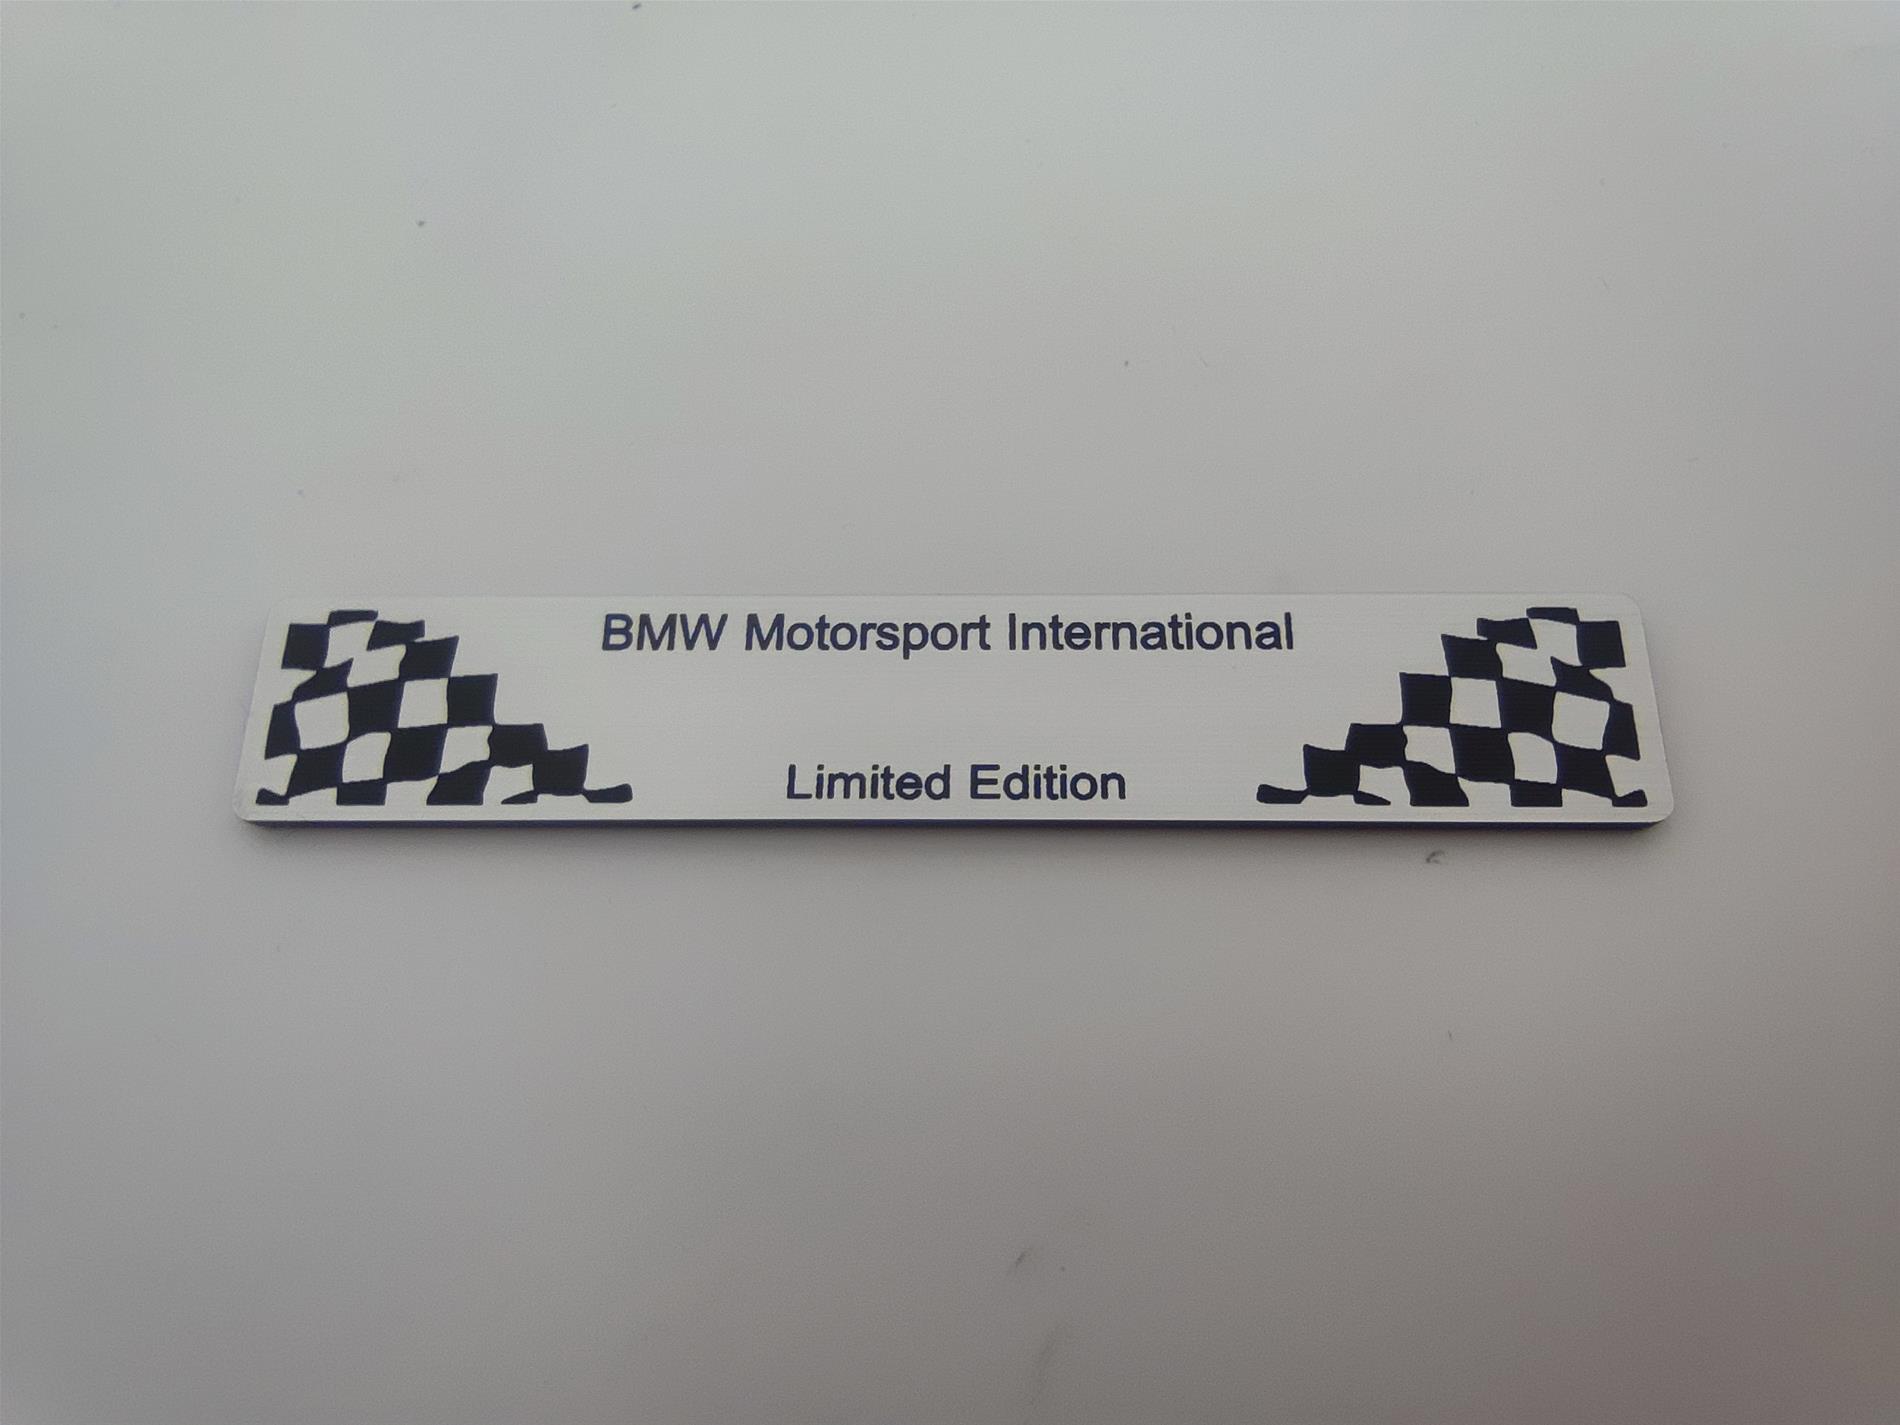 BMW Motorsport International
Limited Edition